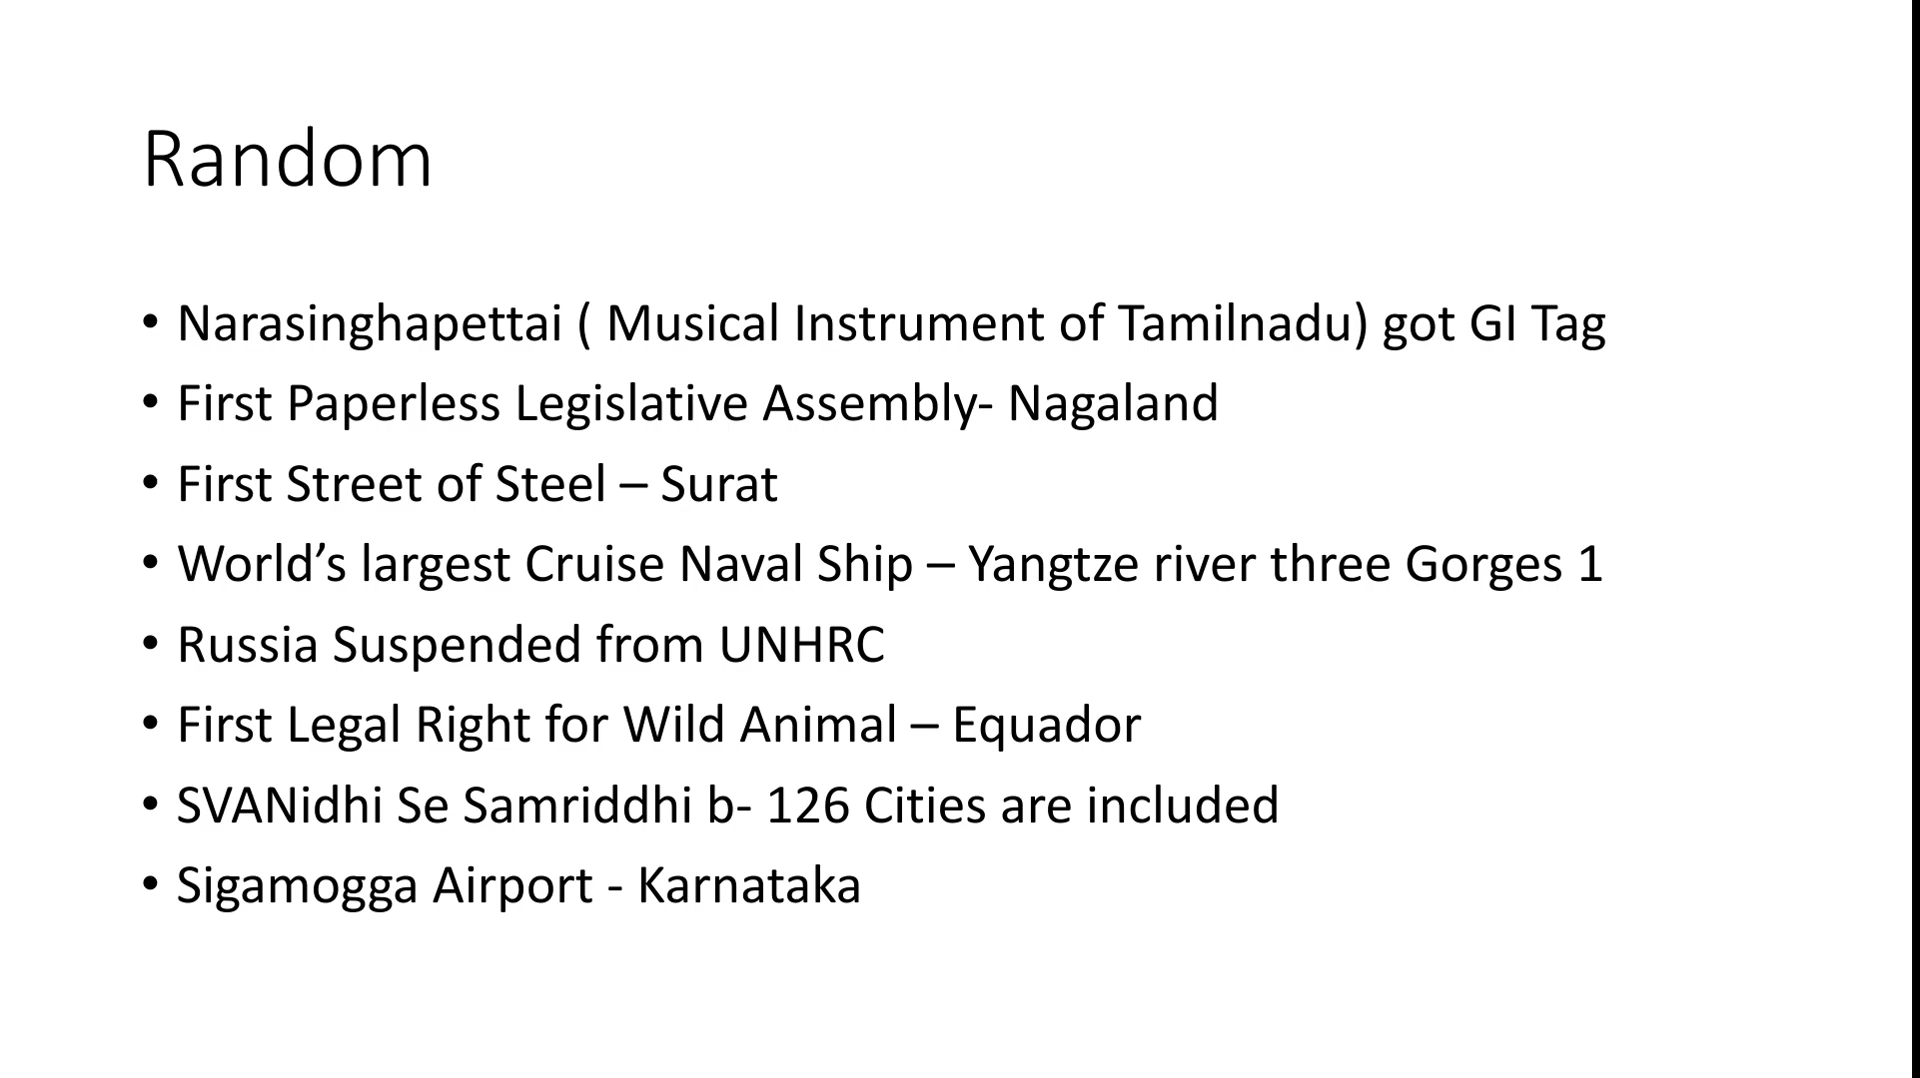 Random
• Narasinghapettai ( Musical Instrument of Tamilnadu) got GI Tag
• First Paperless Legislative Assembly- Nagaland
• First Street of Steel – Surat
• World’s largest Cruise Naval Ship – Yangtze river three Gorges 1
• Russia Suspended from UNHRC
• First Legal Right for Wild Animal – Equador
• SVANidhi Se Samriddhi b- 126 Cities are included
• Sigamogga Airport - Karnataka